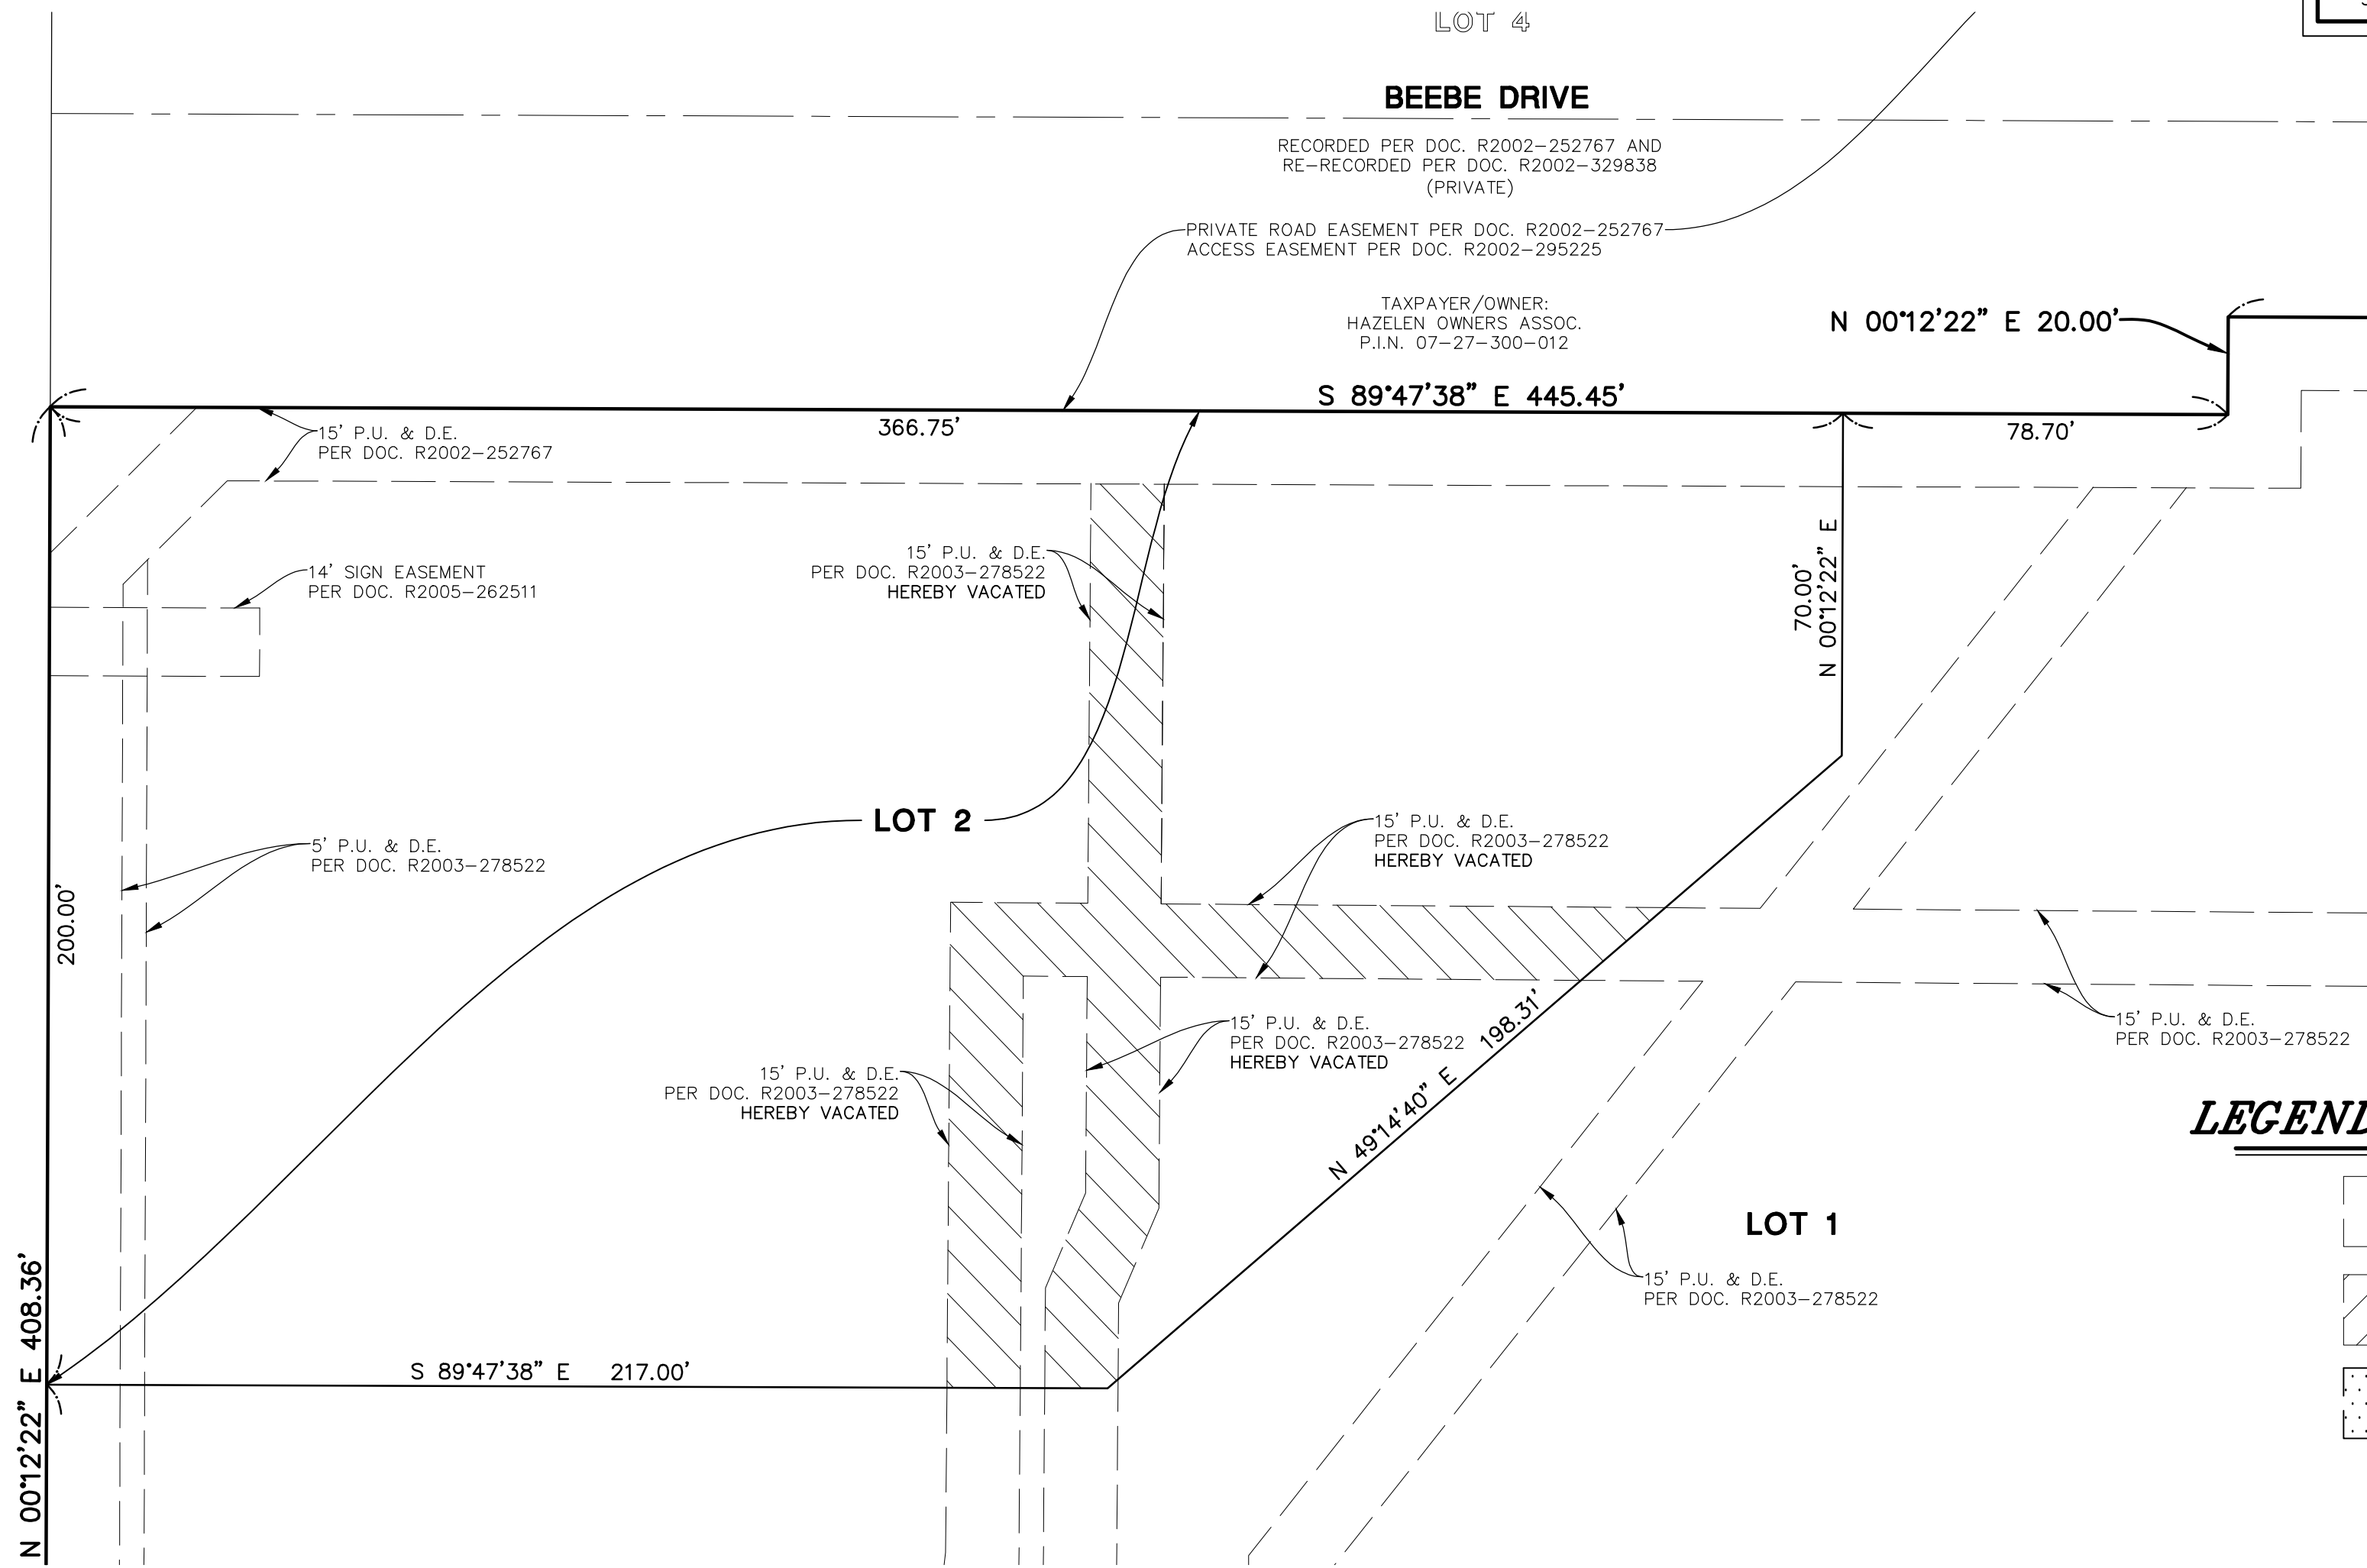 LOT 4
BEEBE DRIVE
RECORDED PER DOC. R2002-252767 AND
RE-RECORDED PER DOC. R2002-329838
(PRIVATE)
PRIVATE ROAD EASEMENT PER DOC. R2002-252767
ACCESS EASEMENT PER DOC. R2002-295225
TAXPAYER/OWNER:
HAZELEN OWNERS ASSOC.
P.I.N. 07-27-300-012
N 00°12'22" E 20.00'
S 89°47'38" E 445.45'
366.75'
78.70'
15' P.U. & D.E.
PER DOC. R2002-252767
14' SIGN EASEMENT
PER DOC. R2005-262511
15' P.U. & D.E.
PER DOC. R2003-278522
HEREBY VACATED
70.00'
N 00°12'22" E
LOT 2
5' P.U. & D.E.
PER DOC. R2003-278522
15' P.U. & D.E.
PER DOC. R2003-278522
HEREBY VACATED
200.00'
15' P.U. & D.E.
PER DOC. R2003-278522
HEREBY VACATED
15' P.U. & D.E.
PER DOC. R2003-278522
HEREBY VACATED
N 49°14'40" E 198.31'
15' P.U. & D.E.
PER DOC. R2003-278522
LEGEND
LOT 1
15' P.U. & D.E.
PER DOC. R2003-278522
S 89°47'38" E 217.00'
N 00°12'22" E 408.36'